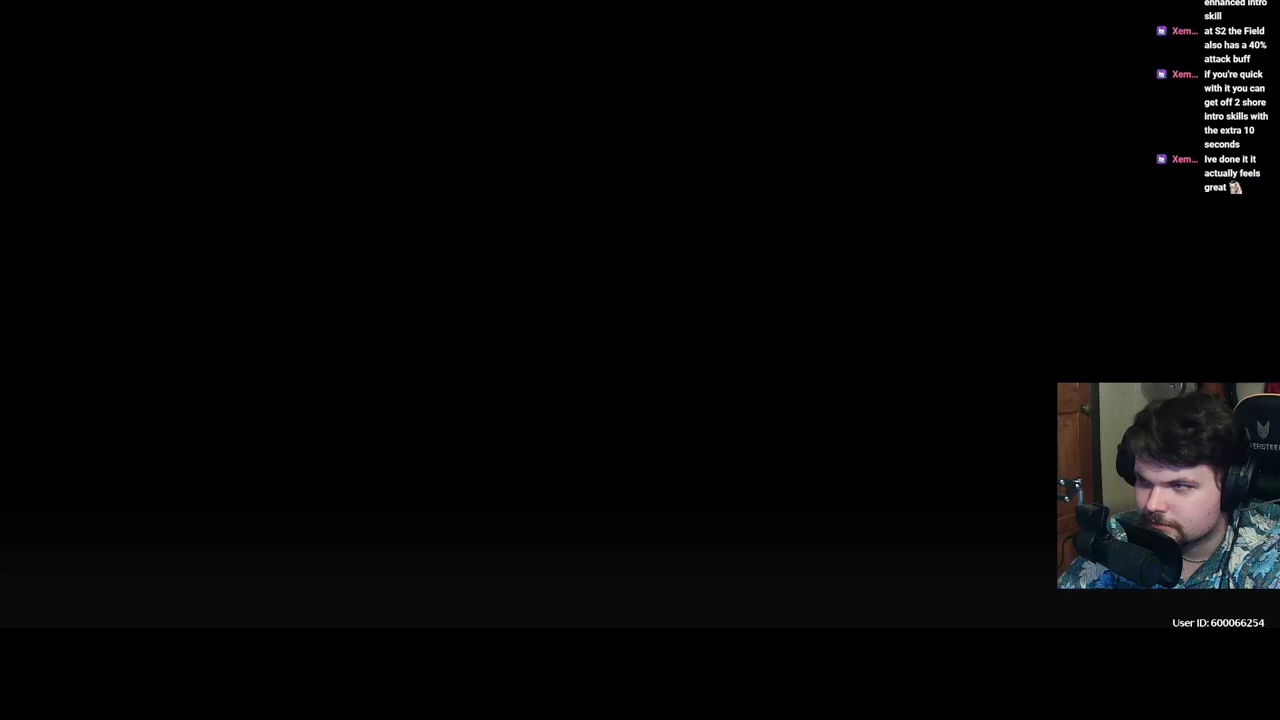 enhanced intro
skill
Xem... at S2 the Field
also has a 40%
attack buff
Xem... if you're quick
with it you can
get off 2 shore
intro skills with
the extra 10
seconds
Xem... Ive done it it
actually feels
great
User ID: 600066254